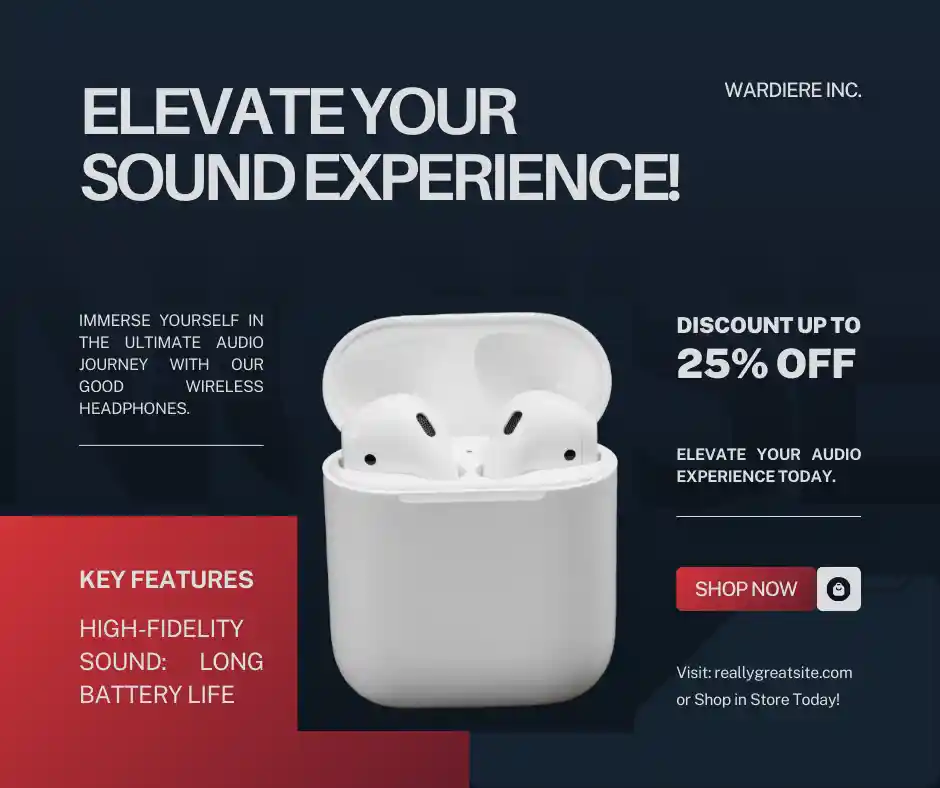 ELEVATE YOUR
SOUND EXPERIENCE!
WARDIERE INC.
IMMERSE YOURSELF IN
THE ULTIMATE AUDIO
JOURNEY WITH OUR
GOOD WIRELESS
HEADPHONES.
KEY FEATURES
HIGH-FIDELITY
SOUND: LONG
BATTERY LIFE
DISCOUNT UP TO
25% OFF
ELEVATE YOUR AUDIO
EXPERIENCE TODAY.
SHOP NOW
Visit: reallygreatsite.com
or Shop in Store Today!